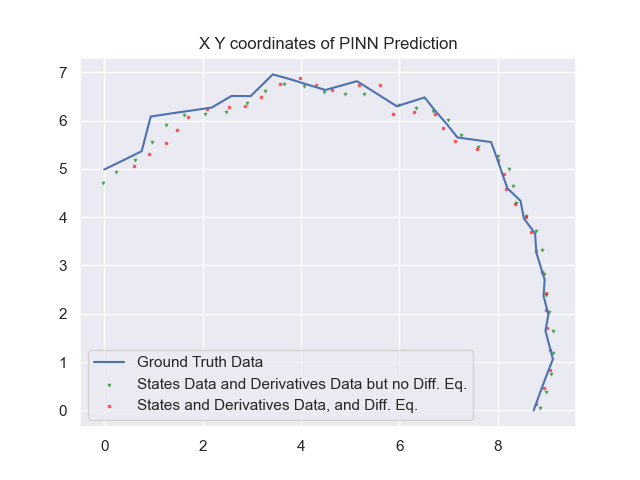 X Y coordinates of PINN Prediction
7
6
5
4
3
2
1
0
0 2 4 6 8
Ground Truth Data
States Data and Derivatives Data but no Diff. Eq.
States and Derivatives Data, and Diff. Eq.